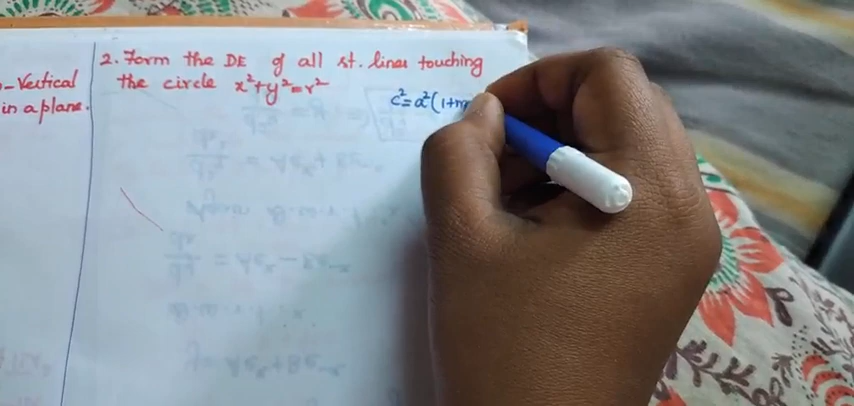 -Vertical
in a plane.
2. Form the DE of all st. lines touching
the circle x²+y²=r²
c²=a²(1+m